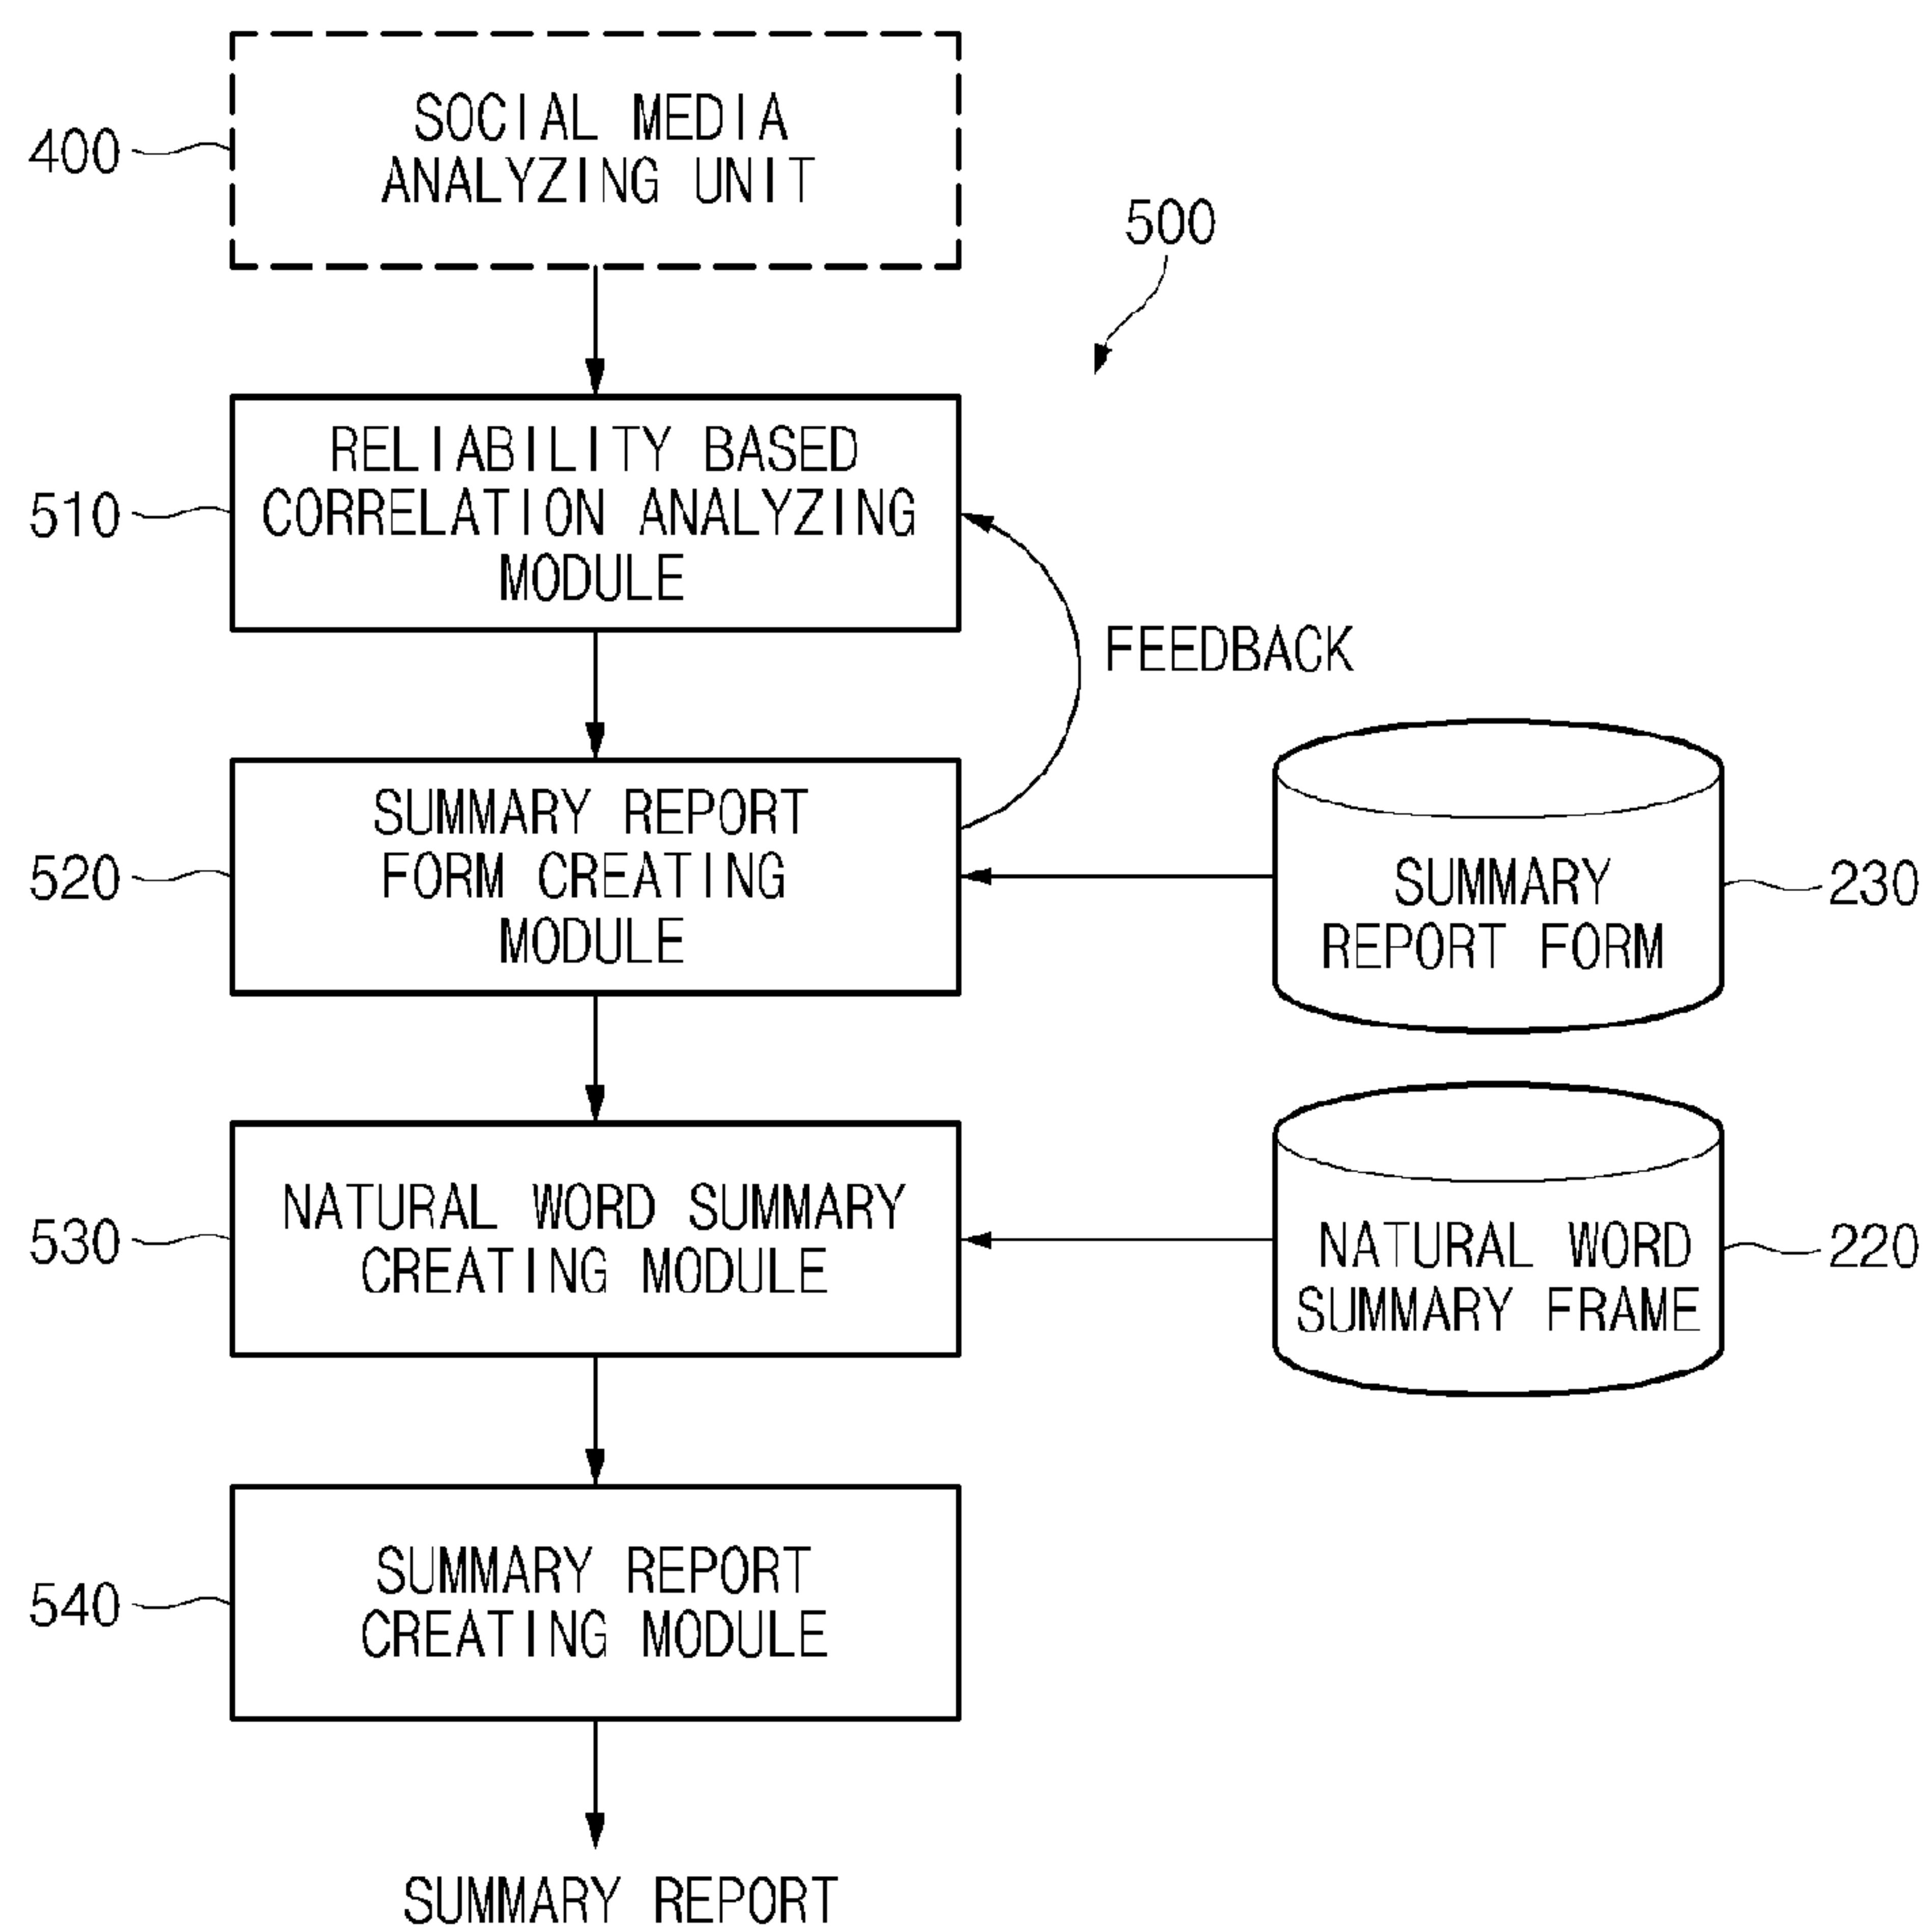 SOCIAL MEDIA
ANALYZING UNIT
400
500
RELIABILITY BASED
CORRELATION ANALYZING
MODULE
510
FEEDBACK
SUMMARY REPORT
FORM CREATING
MODULE
520
SUMMARY
REPORT FORM
230
NATURAL WORD SUMMARY
CREATING MODULE
530
NATURAL WORD
SUMMARY FRAME
220
SUMMARY REPORT
CREATING MODULE
540
SUMMARY REPORT